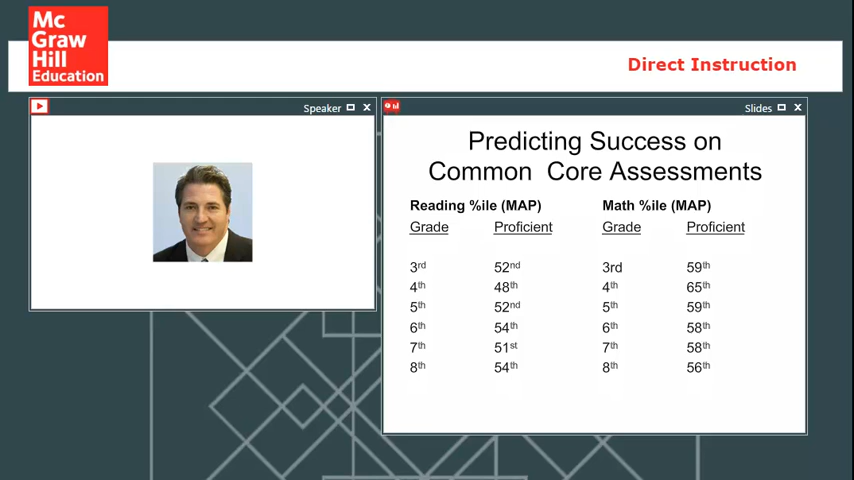 Mc
Graw
Hill
Education
Direct Instruction
Speaker
Slides
Predicting Success on
Common Core Assessments
Reading %ile (MAP) Math %ile (MAP)
Grade Proficient Grade Proficient
3rd 52nd 3rd 59th
4th 48th 4th 65th
5th 52nd 5th 59th
6th 54th 6th 58th
7th 51st 7th 58th
8th 54th 8th 56th